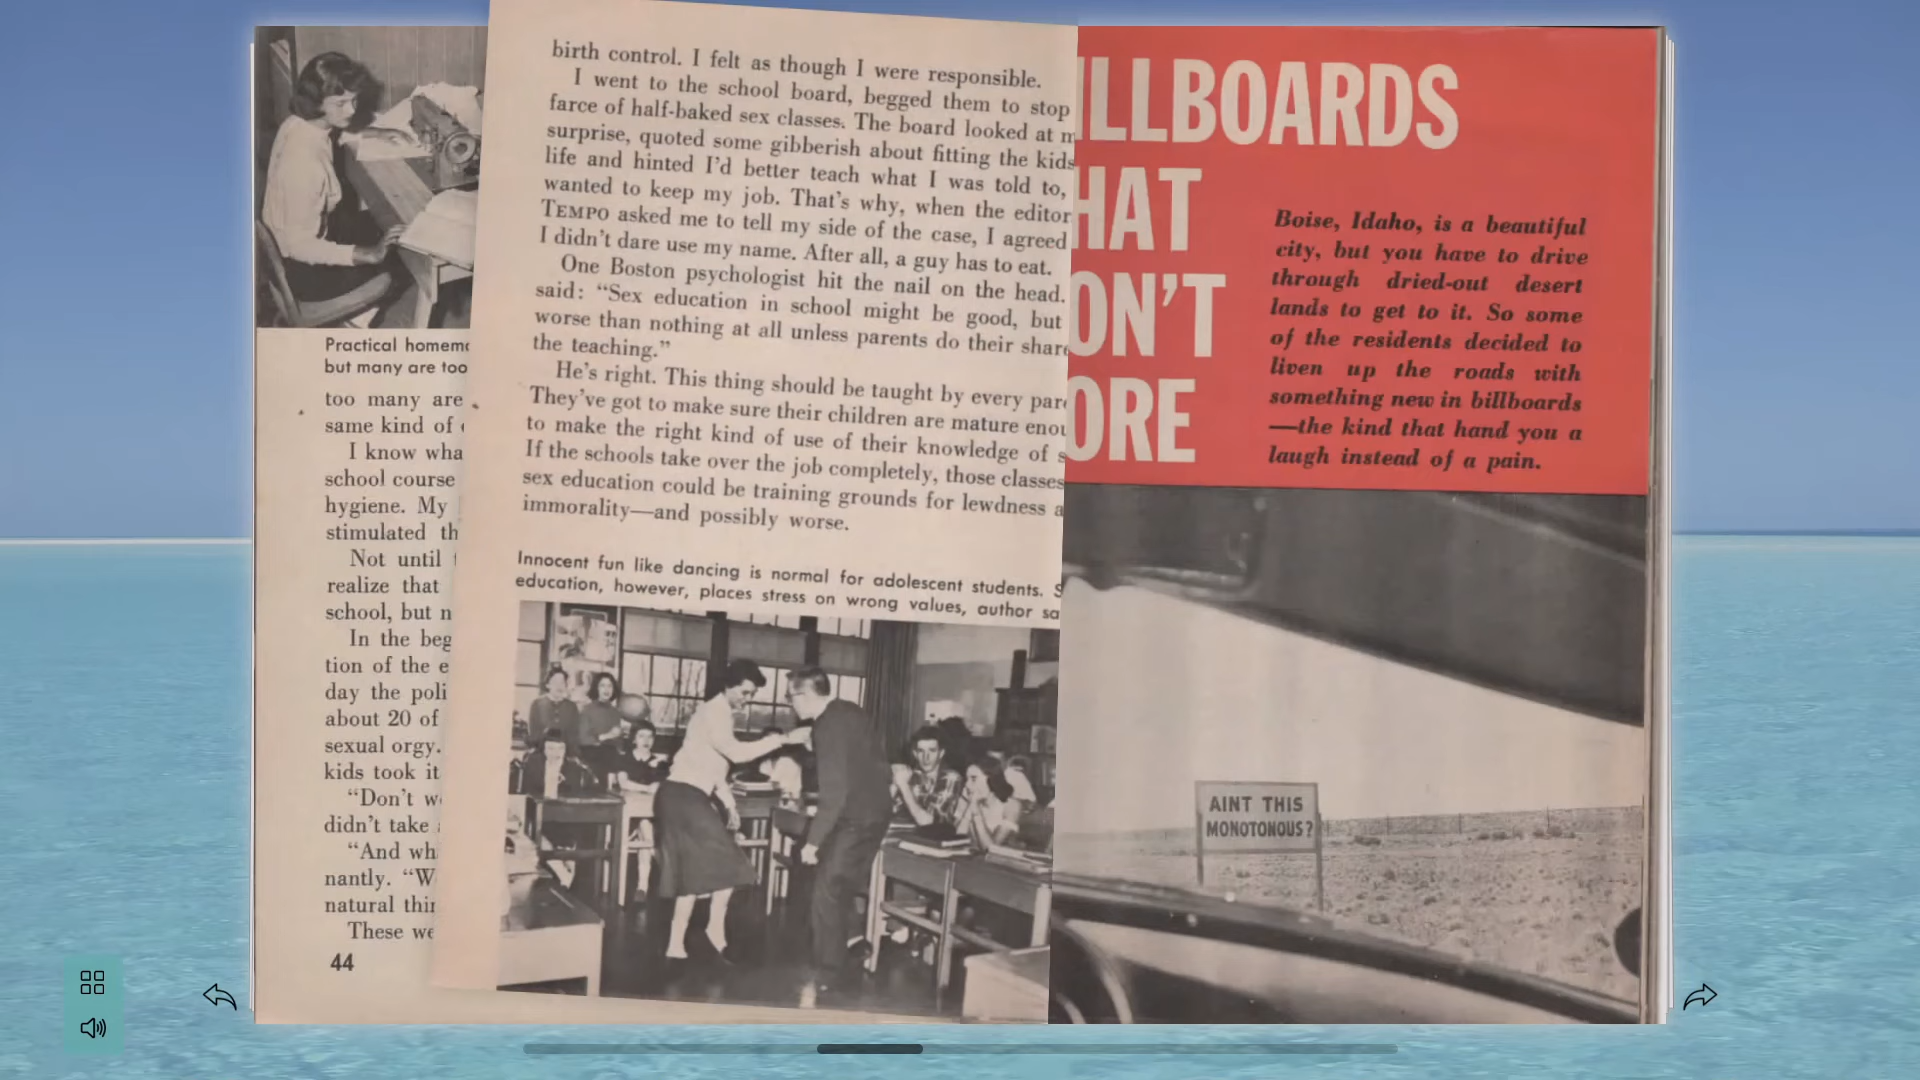 Practical homem
but many are too
too many are
same kind of
I know wha
school course
hygiene. My
stimulated th
Not until
realize that
school, but n
In the beg
tion of the e
day the poli
about 20 of
sexual orgy.
kids took it
“Don’t w
didn’t take
“And wh
nantly. “W
natural thin
These we
44
birth control. I felt as though I were responsible.
I went to the school board, begged them to stop
farce of half-baked sex classes. The board looked at m
surprise, quoted some gibberish about fitting the kids
life and hinted I’d better teach what I was told to,
wanted to keep my job. That’s why, when the editor
TEMPO asked me to tell my side of the case, I agreed
I didn’t dare use my name. After all, a guy has to eat.
One Boston psychologist hit the nail on the head.
said: “Sex education in school might be good, but
worse than nothing at all unless parents do their share
the teaching.”
He’s right. This thing should be taught by every par
They’ve got to make sure their children are mature enou
to make the right kind of use of their knowledge of s
If the schools take over the job completely, those classes
sex education could be training grounds for lewdness a
immorality—and possibly worse.
Innocent fun like dancing is normal for adolescent students. S
education, however, places stress on wrong values, author sa
ILLBOARDS
HAT
ON’T
ORE
Boise, Idaho, is a beautiful
city, but you have to drive
through dried-out desert
lands to get to it. So some
of the residents decided to
liven up the roads with
something new in billboards
—the kind that hand you a
laugh instead of a pain.
AINT THIS
MONOTONOUS?